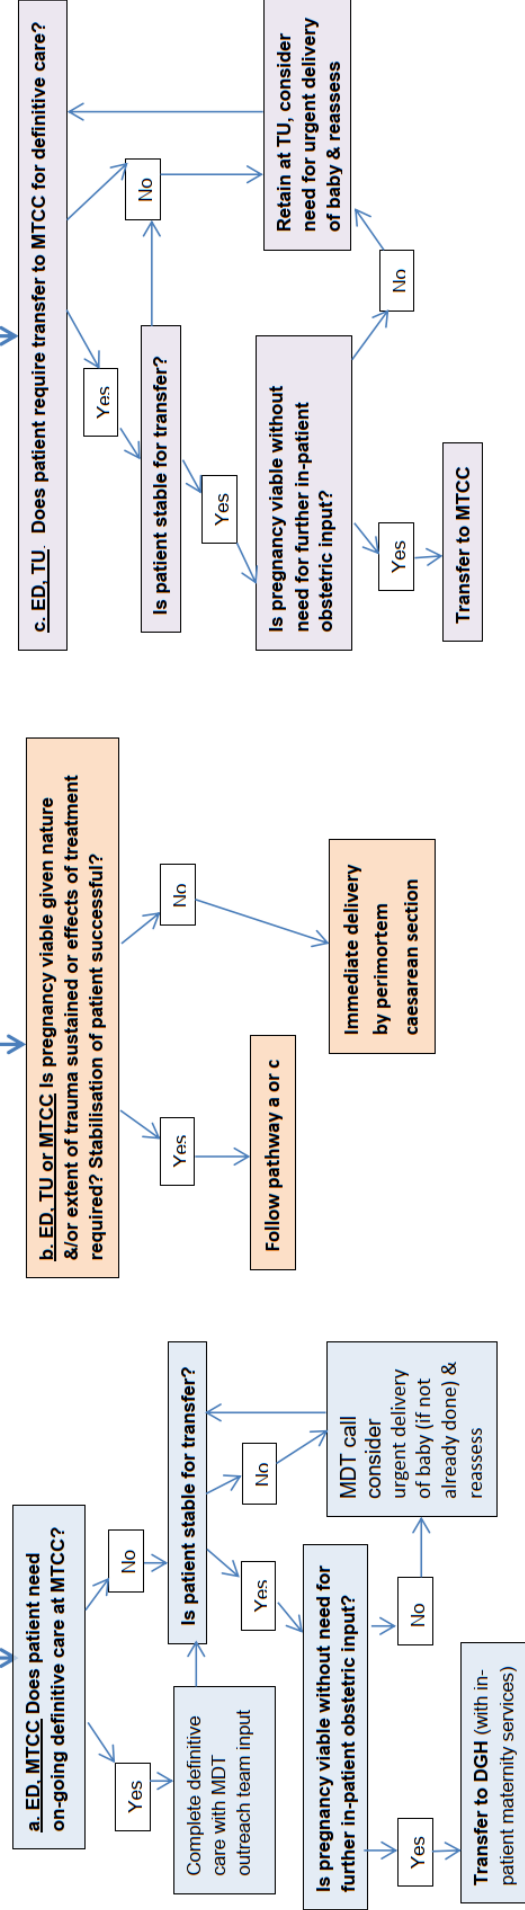 a. ED, MTCC Does patient need
on-going definitive care at MTCC?
Yes
No
Complete definitive
care with MDT
outreach team input
Is patient stable for transfer?
Yes
No
Is pregnancy viable without need for
further in-patient obstetric input?
MDT call
consider
urgent delivery
of baby (if not
already done) &
reassess
Yes
No
Transfer to DGH (with in-
patient maternity services)
b. ED, TU or MTCC Is pregnancy viable given nature
&/or extent of trauma sustained or effects of treatment
required? Stabilisation of patient successful?
Yes
No
Follow pathway a or c
Immediate delivery
by perimortem
caesarean section
c. ED, TU. Does patient require transfer to MTCC for definitive care?
Yes
No
Is patient stable for transfer?
Yes
Is pregnancy viable without
need for further in-patient
obstetric input?
Retain at TU, consider
need for urgent delivery
of baby & reassess
Yes
No
Transfer to MTCC